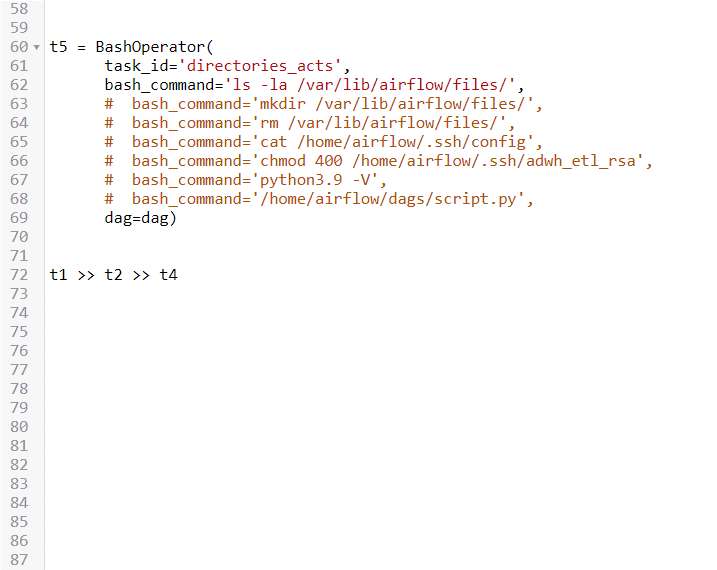 58
59
60 t5 = BashOperator(
61 task_id='directories_acts',
62 bash_command='ls -la /var/lib/airflow/files/',
63 #  bash_command='mkdir /var/lib/airflow/files/',
64 #  bash_command='rm /var/lib/airflow/files/',
65 #  bash_command='cat /home/airflow/.ssh/config',
66 #  bash_command='chmod 400 /home/airflow/.ssh/adwh_etl_rsa',
67 #  bash_command='python3.9 -V',
68 #  bash_command='/home/airflow/dags/script.py',
69 dag=dag)
70
71
72 t1 >> t2 >> t4
73
74
75
76
77
78
79
80
81
82
83
84
85
86
87